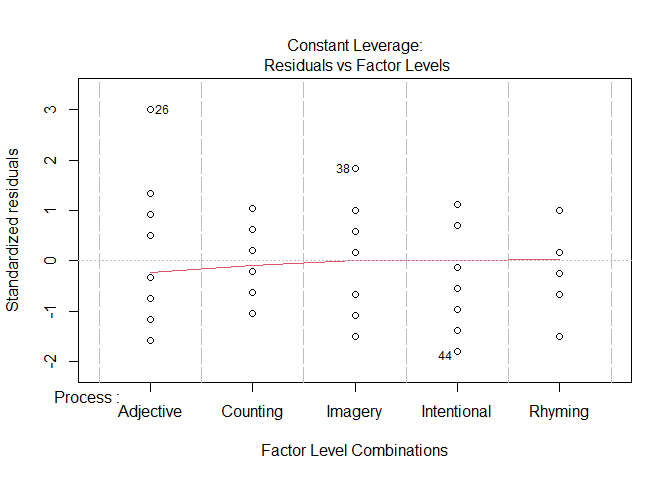 Constant Leverage:
Residuals vs Factor Levels
Standardized residuals
3
2
1
0
-1
-2
26
38
44
Process :
Adjective Counting Imagery Intentional Rhyming
Factor Level Combinations